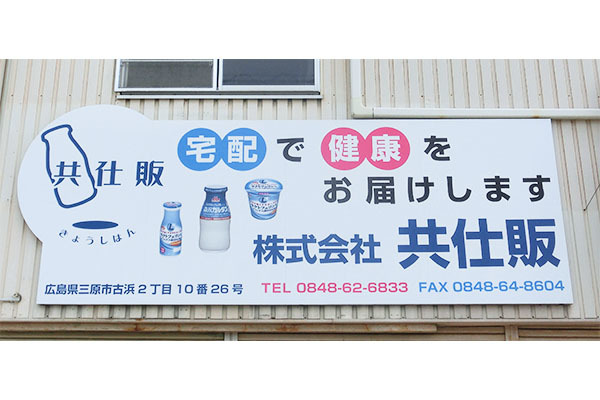 共仕販
きょうしはん
宅配で健康を
お届けします
株式会社 共仕販
広島県三原市古浜2丁目10番26号
TEL 0848-62-6833 FAX 0848-64-8604